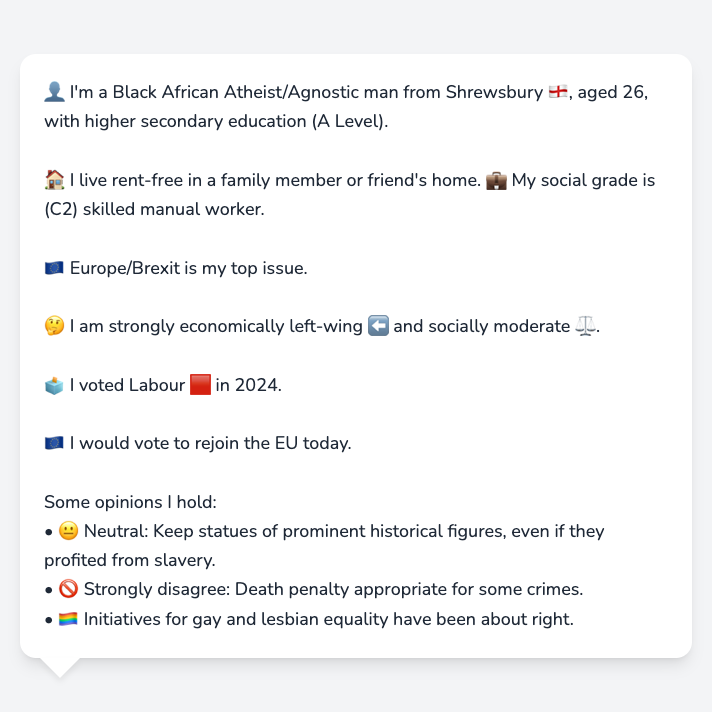 👤 I'm a Black African Atheist/Agnostic man from Shrewsbury 🏴󠁧󠁢󠁥󠁮󠁧󠁿, aged 26,
with higher secondary education (A Level).
🏠 I live rent-free in a family member or friend's home. 💼 My social grade is
(C2) skilled manual worker.
🇪🇺 Europe/Brexit is my top issue.
🤔 I am strongly economically left-wing ⬅️ and socially moderate ⚖️.
🗳️ I voted Labour 🟥 in 2024.
🇪🇺 I would vote to rejoin the EU today.
Some opinions I hold:
• 😐 Neutral: Keep statues of prominent historical figures, even if they
profited from slavery.
• 🚫 Strongly disagree: Death penalty appropriate for some crimes.
• 🏳️‍🌈 Initiatives for gay and lesbian equality have been about right.